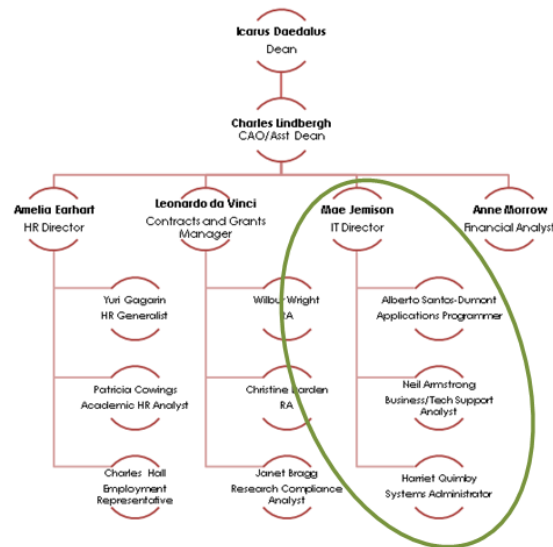 Icarus Daedalus
Dean
Charles Lindbergh
CAO/Asst Dean
Amelia Earhart
HR Director
Leonardo da Vinci
Contracts and Grants
Manager
Mae Jemison
IT Director
Anne Morrow
Financial Analyst
Yuri Gagarin
HR Generalist
Wilbur Wright
RA
Alberto Santos-Dumont
Applications Programmer
Patricia Cowings
Academic HR Analyst
Christine Darden
RA
Neil Armstrong
Business/Tech Support
Analyst
Charles Hall
Employment
Representative
Janet Bragg
Research Compliance
Analyst
Harriet Quimby
Systems Administrator